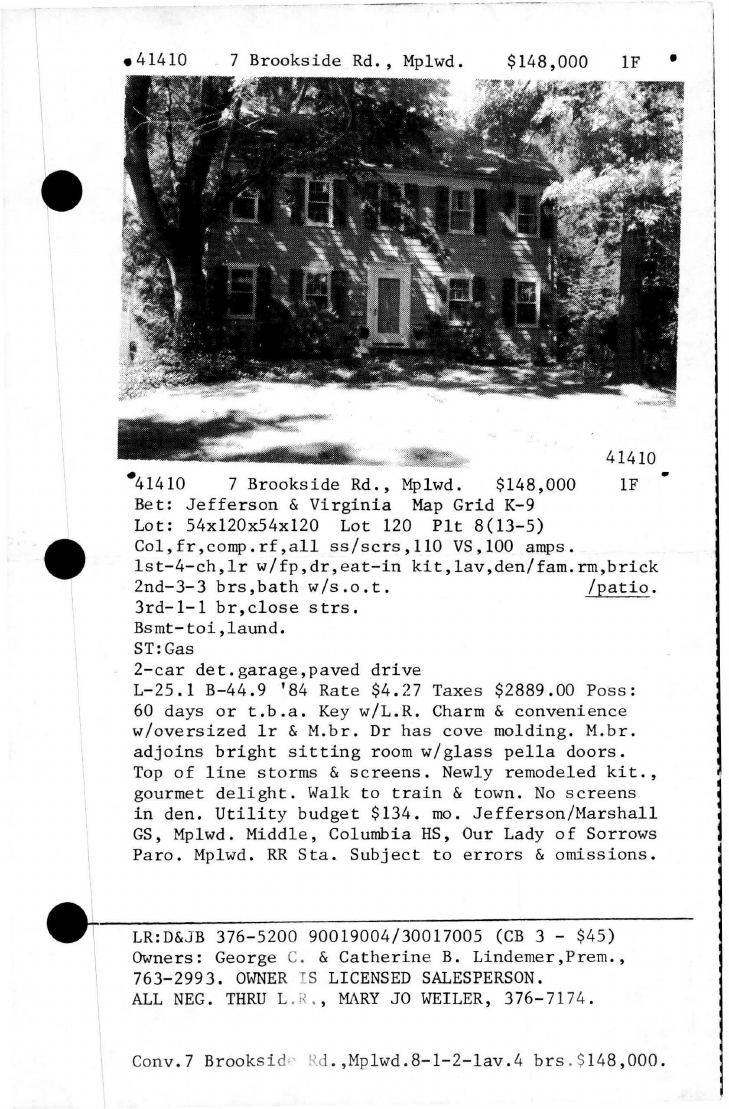 41410 7 Brookside Rd., Mplwd. $148,000 1F
41410
41410 7 Brookside Rd., Mplwd. $148,000 1F
Bet: Jefferson & Virginia Map Grid K-9
Lot: 54x120x54x120 Lot 120 Plt 8(13-5)
Col,fr,comp.rf,all ss/scrs,110 VS,100 amps.
1st-4-ch,lr w/fp,dr,eat-in kit,lav,den/fam.rm,brick
2nd-3-3 brs,bath w/s.o.t. /patio.
3rd-1-1 br,close strs.
Bsmt-toi,laund.
ST:Gas
2-car det.garage,paved drive
L-25.1 B-44.9 '84 Rate $4.27 Taxes $2889.00 Poss:
60 days or t.b.a. Key w/L.R. Charm & convenience
w/oversized lr & M.br. Dr has cove molding. M.br.
adjoins bright sitting room w/glass pella doors.
Top of line storms & screens. Newly remodeled kit.,
gourmet delight. Walk to train & town. No screens
in den. Utility budget $134. mo. Jefferson/Marshall
GS, Mplwd. Middle, Columbia HS, Our Lady of Sorrows
Paro. Mplwd. RR Sta. Subject to errors & omissions.
LR:D&JB 376-5200 90019004/30017005 (CB 3 - $45)
Owners: George C. & Catherine B. Lindemer,Prem.,
763-2993. OWNER IS LICENSED SALESPERSON.
ALL NEG. THRU L.R., MARY JO WEILER, 376-7174.
Conv.7 Brookside Rd.,Mplwd.8-1-2-lav.4 brs.$148,000.